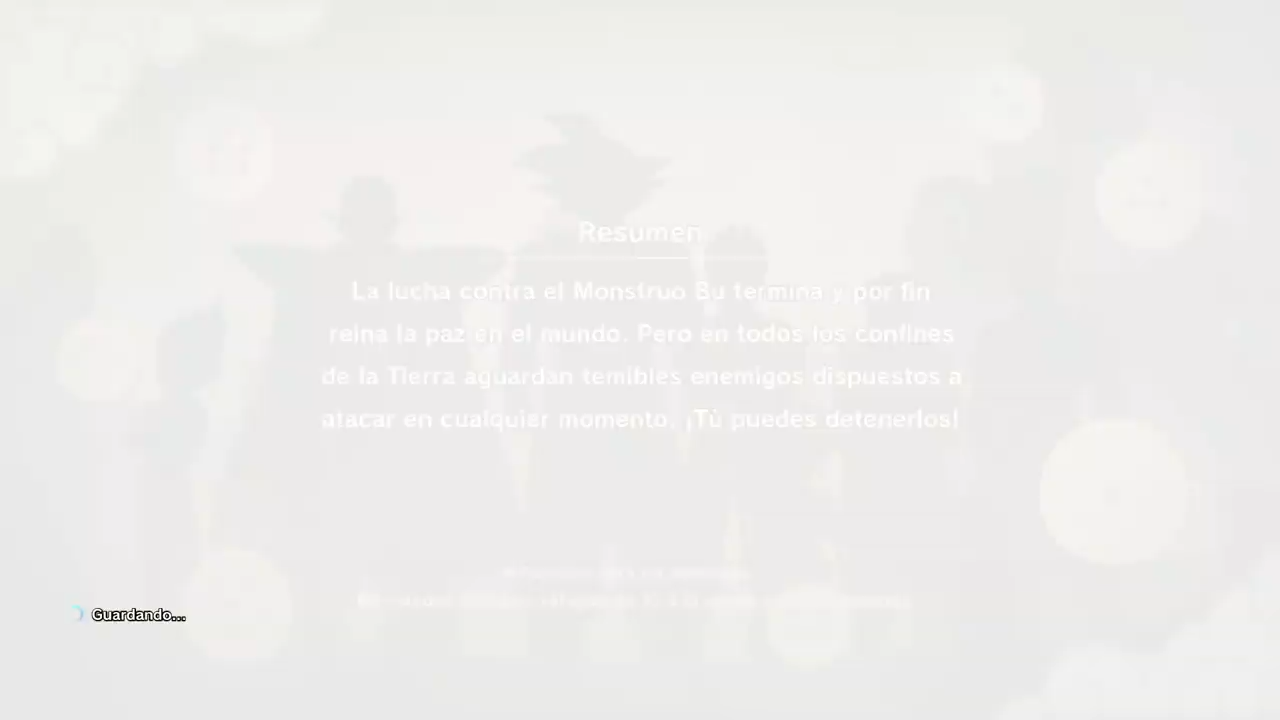 Resumen
La lucha contra el Monstruo Bu termina y por fin
reina la paz en el mundo. Pero en todos los confines
de la Tierra aguardan temibles enemigos dispuestos a
atacar en cualquier momento. ¡Tú puedes detenerlos!
Guardando...